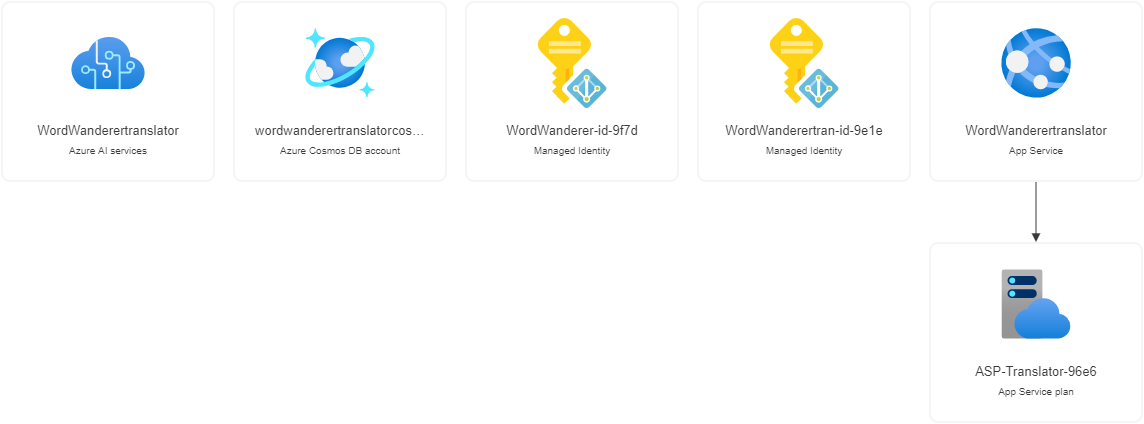 WordWanderertranslator
Azure AI services
wordwanderertranslatorcos...
Azure Cosmos DB account
WordWanderer-id-9f7d
Managed Identity
WordWanderertran-id-9e1e
Managed Identity
WordWanderertranslator
App Service
ASP-Translator-96e6
App Service plan